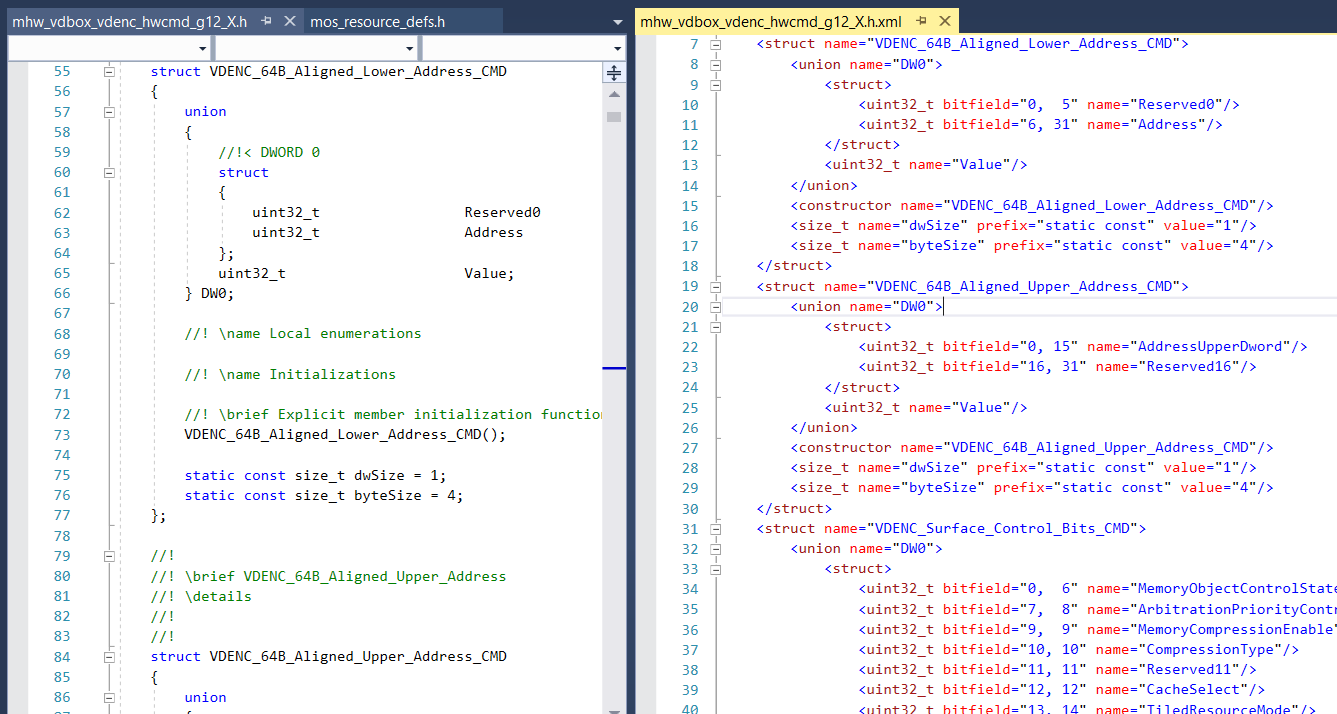 mhw_vdbox_vdenc_hwcmd_g12_X.h
mos_resource_defs.h
55 struct VDENC_64B_Aligned_Lower_Address_CMD
56 {
57 union
58 {
59 //!< DWORD 0
60 struct
61 {
62 uint32_t Reserved0
63 uint32_t Address
64 };
65 uint32_t Value;
66 } DW0;
67
68 //! \name Local enumerations
69
70 //! \name Initializations
71
72 //! \brief Explicit member initialization functio
73 VDENC_64B_Aligned_Lower_Address_CMD();
74
75 static const size_t dwSize = 1;
76 static const size_t byteSize = 4;
77 };
78
79 //!
80 //! \brief VDENC_64B_Aligned_Upper_Address
81 //! \details
82 //!
83 //!
84 struct VDENC_64B_Aligned_Upper_Address_CMD
85 {
86 union
mhw_vdbox_vdenc_hwcmd_g12_X.h.xml
7 <struct name="VDENC_64B_Aligned_Lower_Address_CMD">
8 <union name="DW0">
9 <struct>
10 <uint32_t bitfield="0,  5" name="Reserved0"/>
11 <uint32_t bitfield="6, 31" name="Address"/>
12 </struct>
13 <uint32_t name="Value"/>
14 </union>
15 <constructor name="VDENC_64B_Aligned_Lower_Address_CMD"/>
16 <size_t name="dwSize" prefix="static const" value="1"/>
17 <size_t name="byteSize" prefix="static const" value="4"/>
18 </struct>
19 <struct name="VDENC_64B_Aligned_Upper_Address_CMD">
20 <union name="DW0">
21 <struct>
22 <uint32_t bitfield="0, 15" name="AddressUpperDword"/>
23 <uint32_t bitfield="16, 31" name="Reserved16"/>
24 </struct>
25 <uint32_t name="Value"/>
26 </union>
27 <constructor name="VDENC_64B_Aligned_Upper_Address_CMD"/>
28 <size_t name="dwSize" prefix="static const" value="1"/>
29 <size_t name="byteSize" prefix="static const" value="4"/>
30 </struct>
31 <struct name="VDENC_Surface_Control_Bits_CMD">
32 <union name="DW0">
33 <struct>
34 <uint32_t bitfield="0,  6" name="MemoryObjectControlState
35 <uint32_t bitfield="7,  8" name="ArbitrationPriorityContr
36 <uint32_t bitfield="9,  9" name="MemoryCompressionEnable"
37 <uint32_t bitfield="10, 10" name="CompressionType"/>
38 <uint32_t bitfield="11, 11" name="Reserved11"/>
39 <uint32_t bitfield="12, 12" name="CacheSelect"/>
40 <uint32_t bitfield="13, 14" name="TiledResourceMode"/>